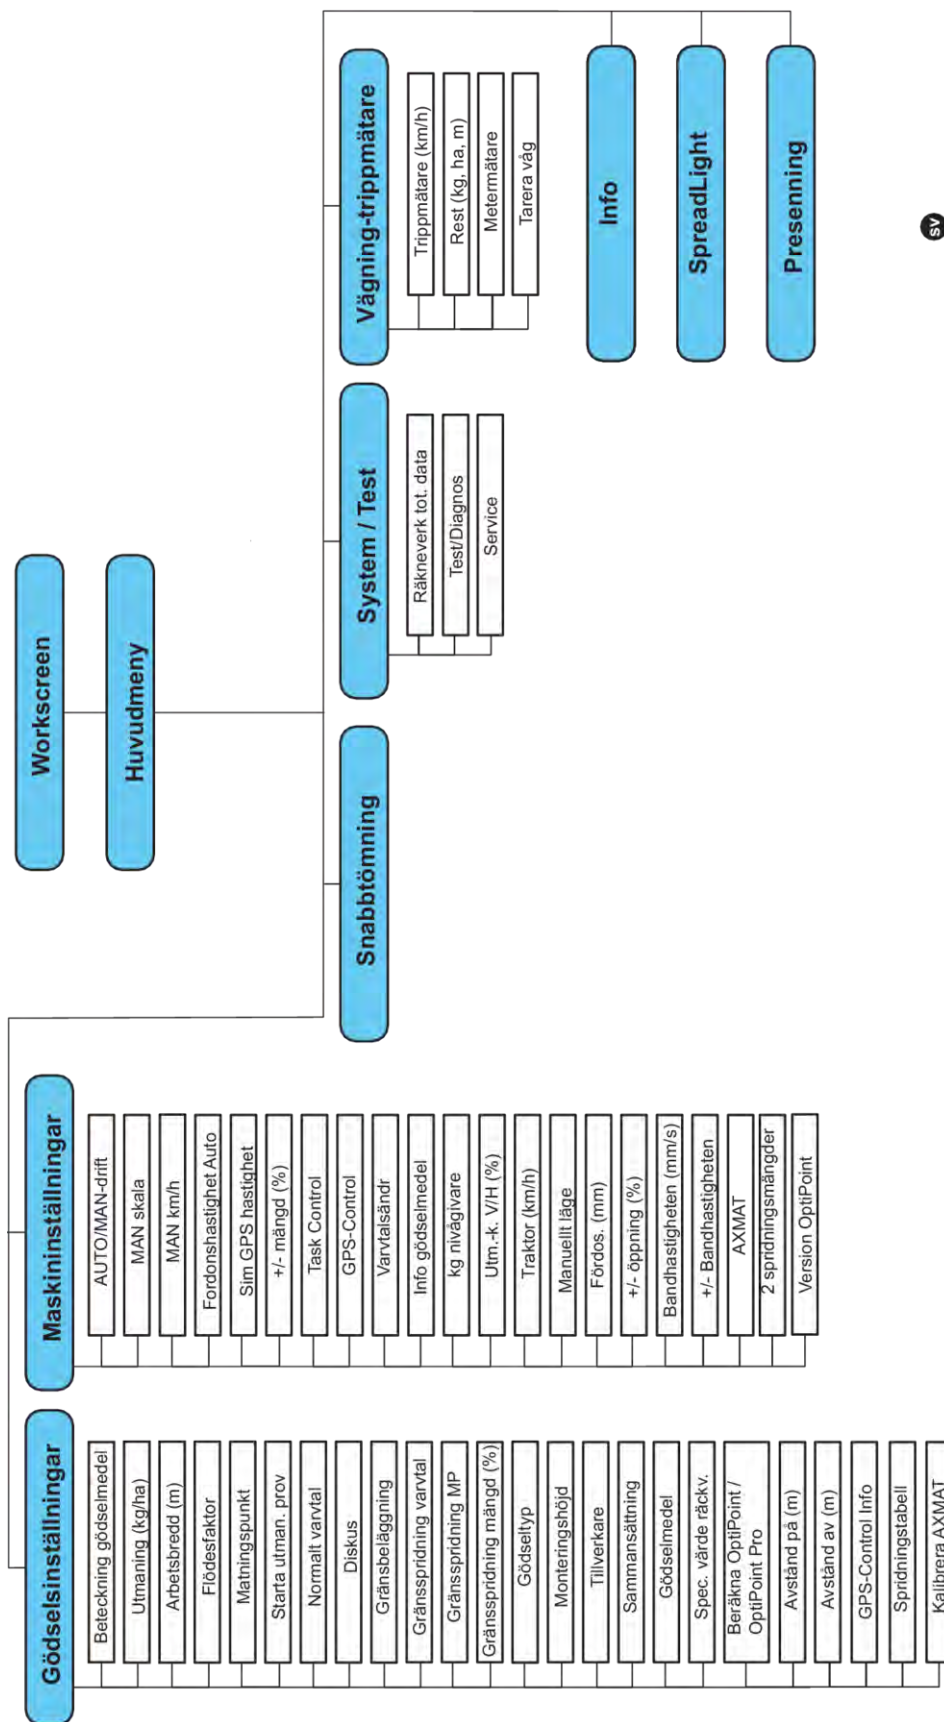 Workscreen
Huvudmeny
Gödselsinställningar
Beteckning gödselmedel
Utmaning (kg/ha)
Arbetsbredd (m)
Flödesfaktor
Matningspunkt
Starta utman. prov
Normalt varvtal
Diskus
Gränsbeläggning
Gränsspridning varvtal
Gränsspridning MP
Gränsspridning mängd (%)
Gödseltyp
Monteringshöjd
Tillverkare
Sammansättning
Gödselmedel
Spec. värde räckv.
Beräkna OptiPoint /
OptiPoint Pro
Avstånd på (m)
Avstånd av (m)
GPS-Control Info
Spridningstabell
Kalibrera AXMAT
Maskininställningar
AUTO/MAN-drift
MAN skala
MAN km/h
Fordonshastighet Auto
Sim GPS hastighet
+/- mängd (%)
Task Control
GPS-Control
Varvtalsändr
Info gödselmedel
kg nivågivare
Utm.-k. V/H (%)
Traktor (km/h)
Manuellt läge
Fördos. (mm)
+/- öppning (%)
Bandhastigheten (mm/s)
+/- Bandhastigheten
AXMAT
2 spridningsmängder
Version OptiPoint
Snabbtömning
System / Test
Räkneverk tot. data
Test/Diagnos
Service
Vägning-trippmätare
Trippmätare (km/h)
Rest (kg, ha, m)
Metermätare
Tarera våg
Info
SpreadLight
Presenning
sv